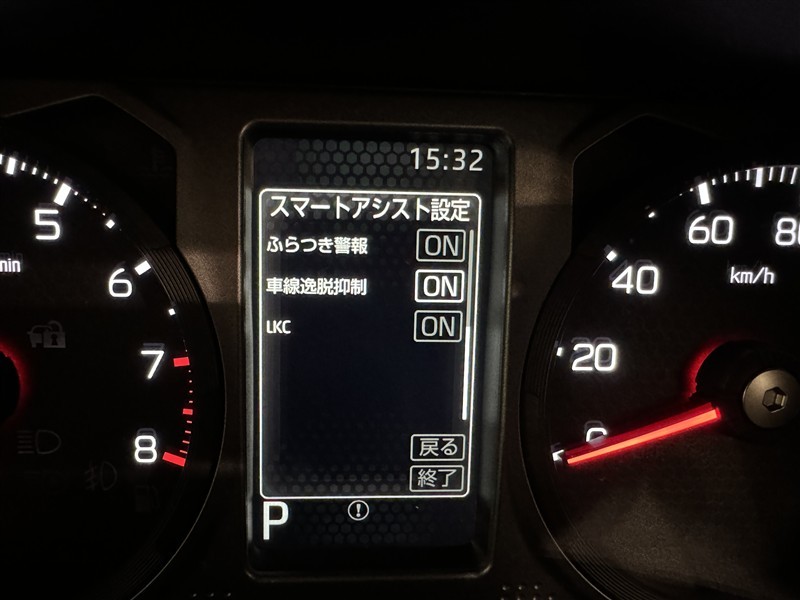 15:32
スマートアシスト設定
ふらつき警報 ON
車線逸脱抑制 ON
LKC ON
戻る
終了
P
5
6
7
8
0
20
40
60
km/h